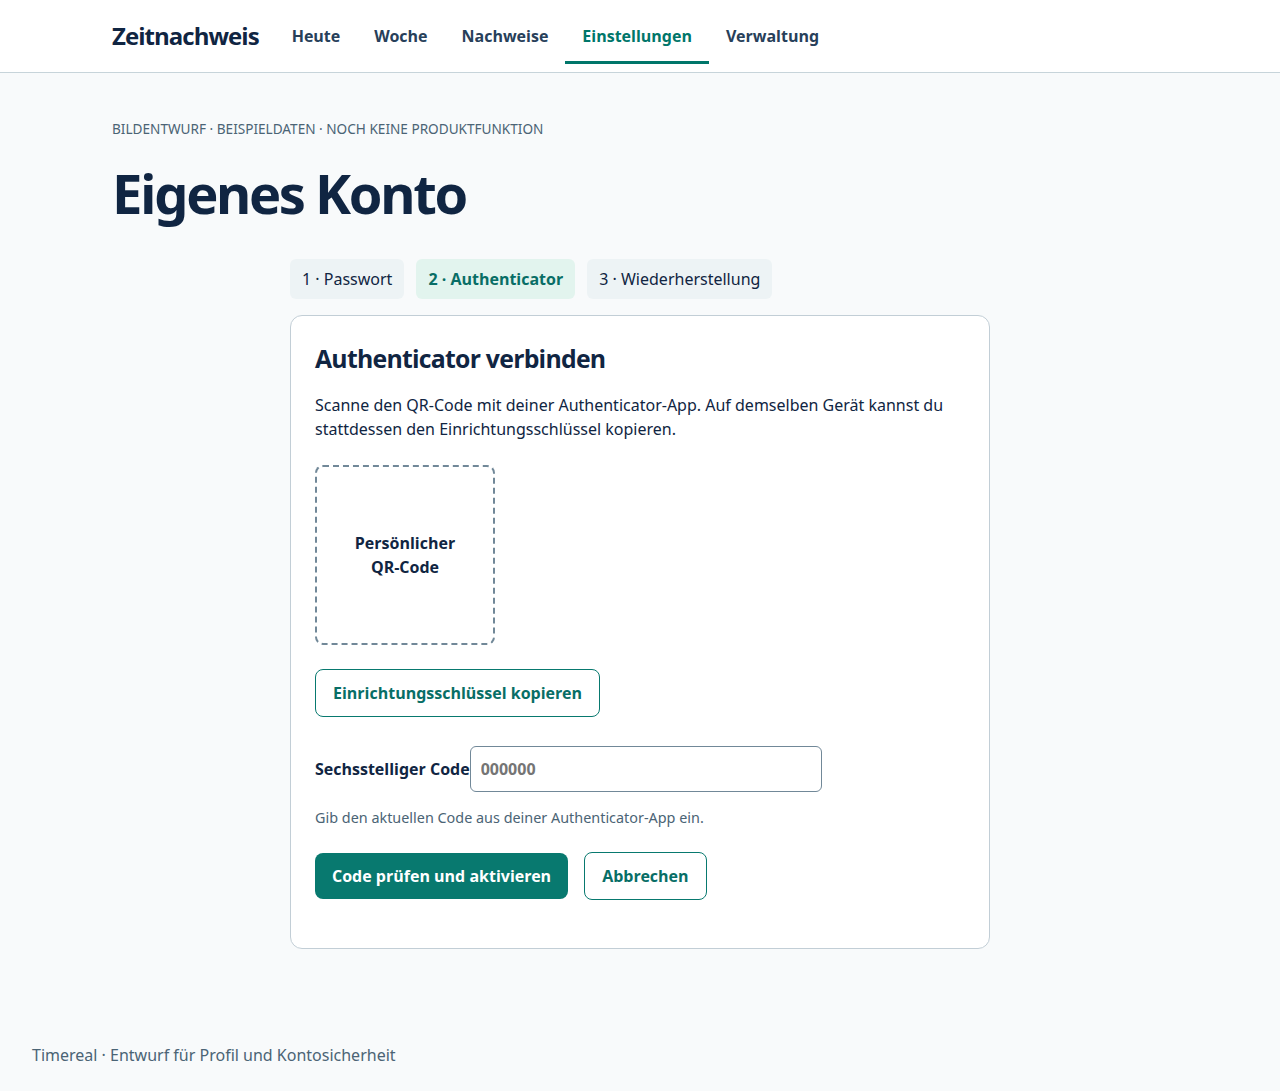 Zeitnachweis Heute Woche Nachweise Einstellungen Verwaltung
BILDENTWURF · BEISPIELDATEN · NOCH KEINE PRODUKTFUNKTION
Eigenes Konto
1 · Passwort 2 · Authenticator 3 · Wiederherstellung
Authenticator verbinden
Scanne den QR-Code mit deiner Authenticator-App. Auf demselben Gerät kannst du
stattdessen den Einrichtungsschlüssel kopieren.
Persönlicher
QR-Code
Einrichtungsschlüssel kopieren
Sechsstelliger Code 000000
Gib den aktuellen Code aus deiner Authenticator-App ein.
Code prüfen und aktivieren Abbrechen
Timereal · Entwurf für Profil und Kontosicherheit